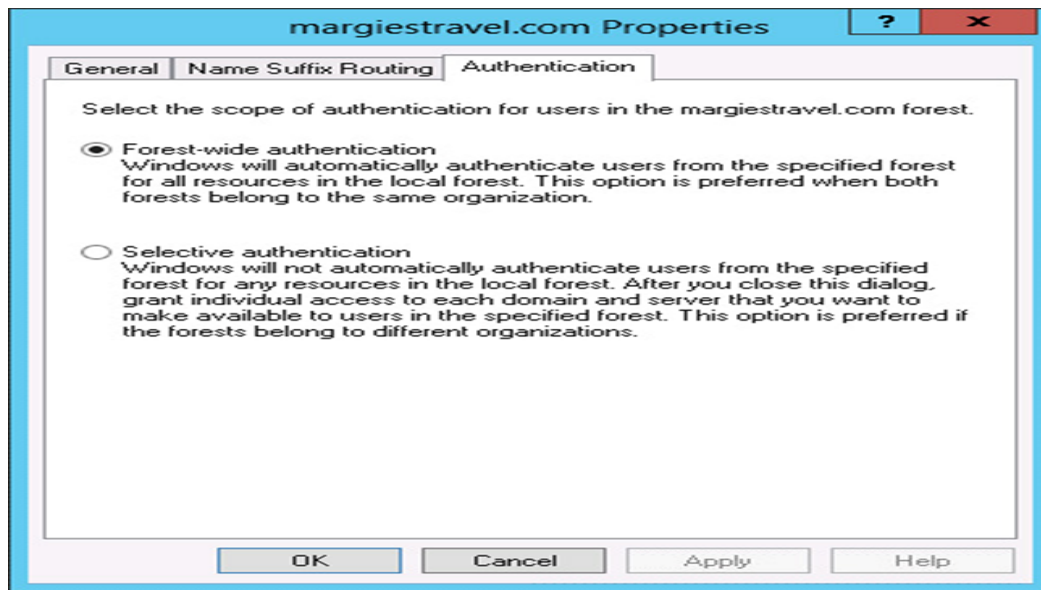 margiestravel.com Properties
?
x
General
Name Suffix Routing
Authentication
Select the scope of authentication for users in the margiestravel.com forest.
Forest-wide authentication
Windows will automatically authenticate users from the specified forest
for all resources in the local forest. This option is preferred when both
forests belong to the same organization.
Selective authentication
Windows will not automatically authenticate users from the specified
forest for any resources in the local forest. After you close this dialog,
grant individual access to each domain and server that you want to
make available to users in the specified forest. This option is preferred if
the forests belong to different organizations.
OK
Cancel
Apply
Help